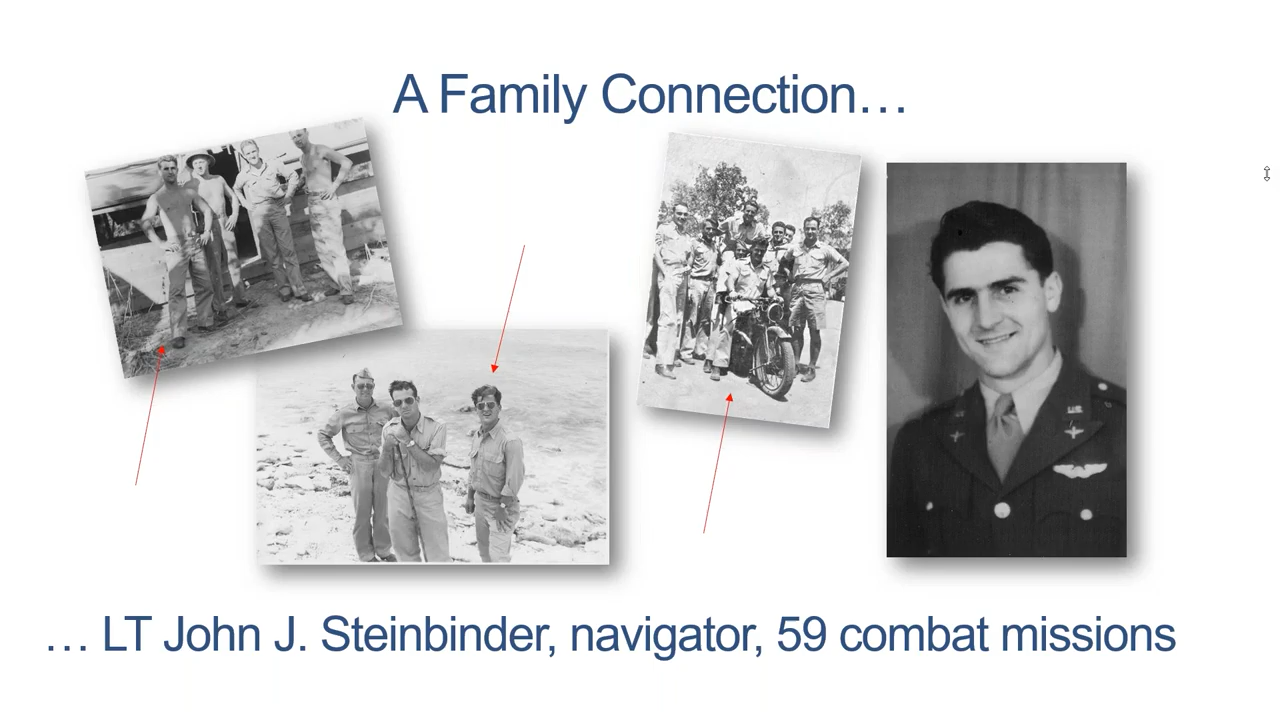 A Family Connection…
… LT John J. Steinbinder, navigator, 59 combat missions